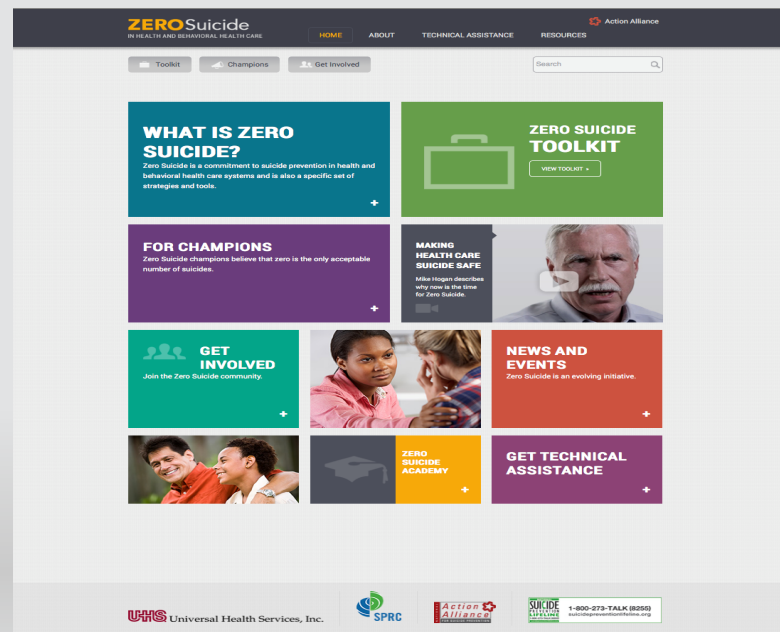 ZEROSuicide
IN HEALTH AND BEHAVIORAL HEALTH CARE
Action Alliance
HOME ABOUT TECHNICAL ASSISTANCE RESOURCES
Toolkit Champions Get Involved Search
WHAT IS ZERO
SUICIDE?
Zero Suicide is a commitment to suicide prevention in health and
behavioral health care systems and is also a specific set of
strategies and tools.
+
ZERO SUICIDE
TOOLKIT
VIEW TOOLKIT
FOR CHAMPIONS
Zero Suicide champions believe that zero is the only acceptable
number of suicides.
+
MAKING
HEALTH CARE
SUICIDE SAFE
Mike Hogan describes
why now is the time
for Zero Suicide.
GET
INVOLVED
Join the Zero Suicide community.
+
NEWS AND
EVENTS
Zero Suicide is an evolving initiative.
+
ZERO
SUICIDE
ACADEMY
+
GET TECHNICAL
ASSISTANCE
+
UHS Universal Health Services, Inc.
SPRC
Action
Alliance
FOR SUICIDE PREVENTION
SUICIDE
PREVENTION
LIFELINE
1-800-273-TALK (8255)
suicidepreventionlifeline.org